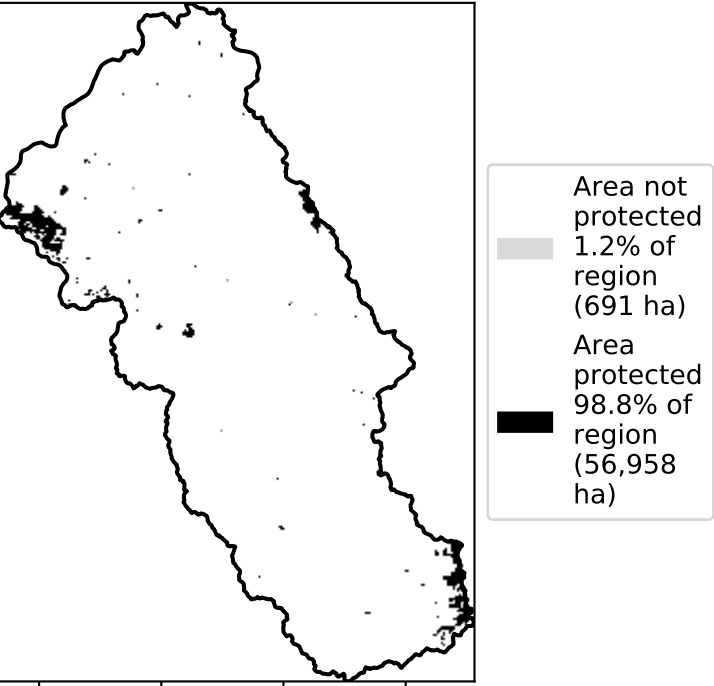 Area not
protected
1.2% of
region
(691 ha)
Area
protected
98.8% of
region
(56,958
ha)